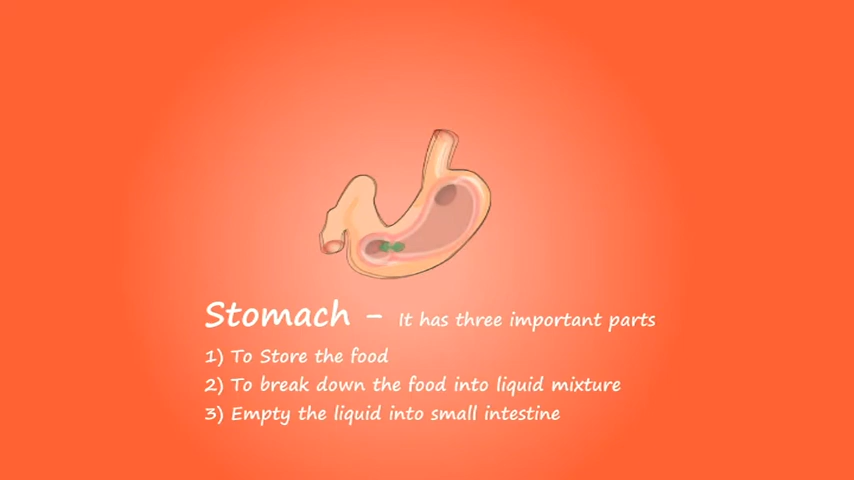 Stomach - It has three important parts
1) To Store the food
2) To break down the food into liquid mixture
3) Empty the liquid into small intestine